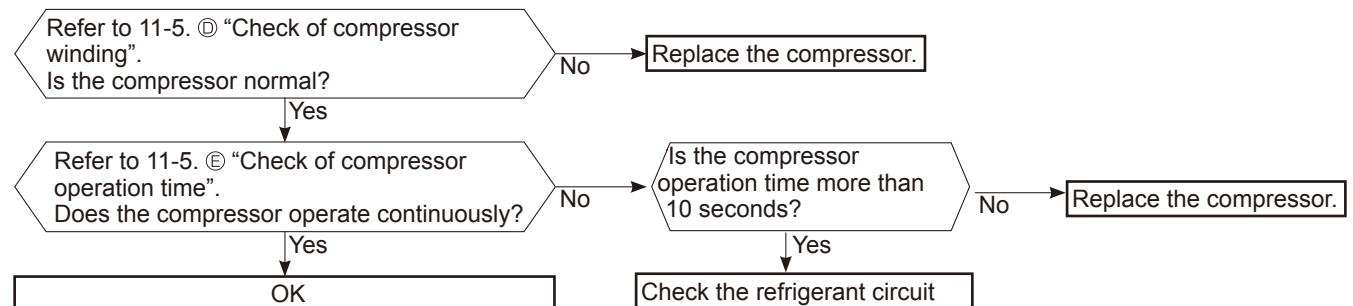 Refer to 11-5. Ⓓ “Check of compressor
winding”.
Is the compressor normal?
No
Replace the compressor.
Yes
Refer to 11-5. Ⓔ “Check of compressor
operation time”.
Does the compressor operate continuously?
No
Is the compressor
operation time more than
10 seconds?
No
Replace the compressor.
Yes
Yes
OK
Check the refrigerant circuit